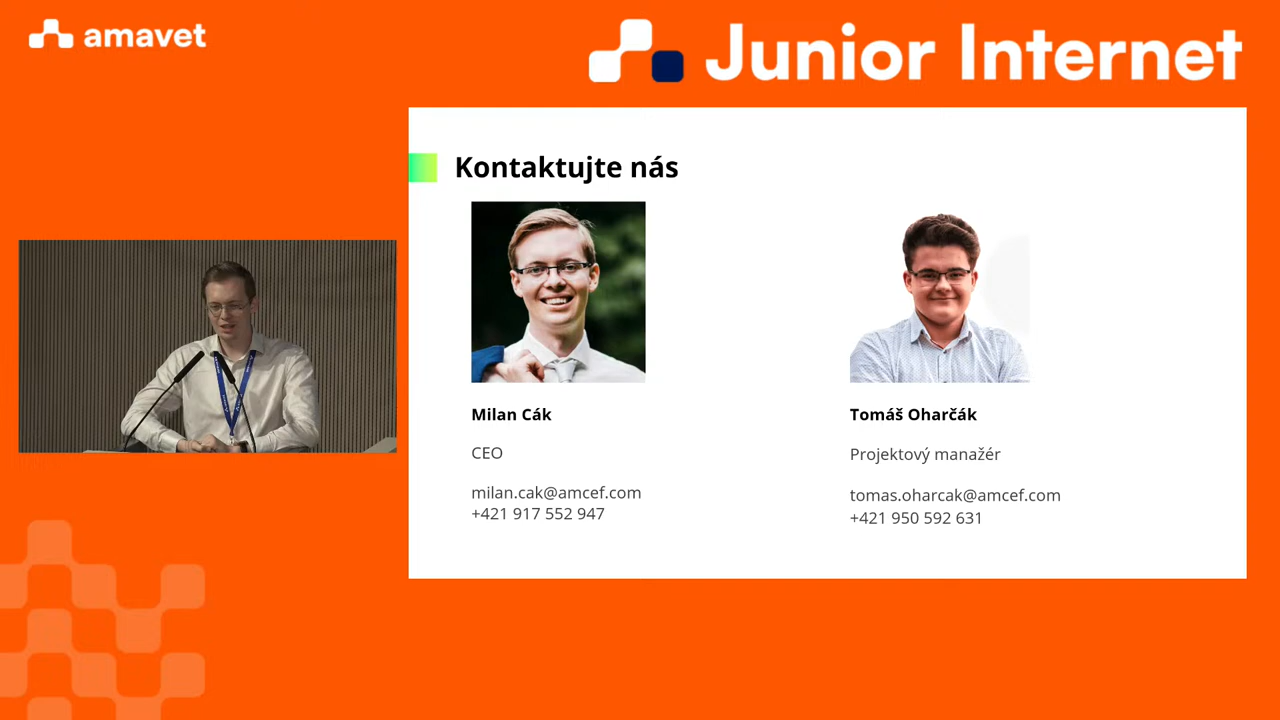 amavet
Junior Internet
Kontaktujte nás
Milan Cák
CEO
milan.cak@amcef.com
+421 917 552 947
Tomáš Oharčák
Projektový manažér
tomas.oharcak@amcef.com
+421 950 592 631